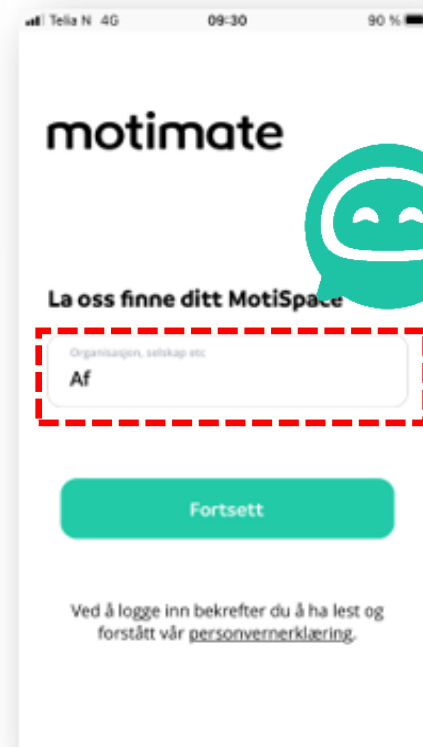 Telia N 4G 09:30 90 %
motimate
La oss finne ditt MotiSpace
Organisasjon, selskap etc
Af
Fortsett
Ved å logge inn bekrefter du å ha lest og
forstått vår personvernerklæring.